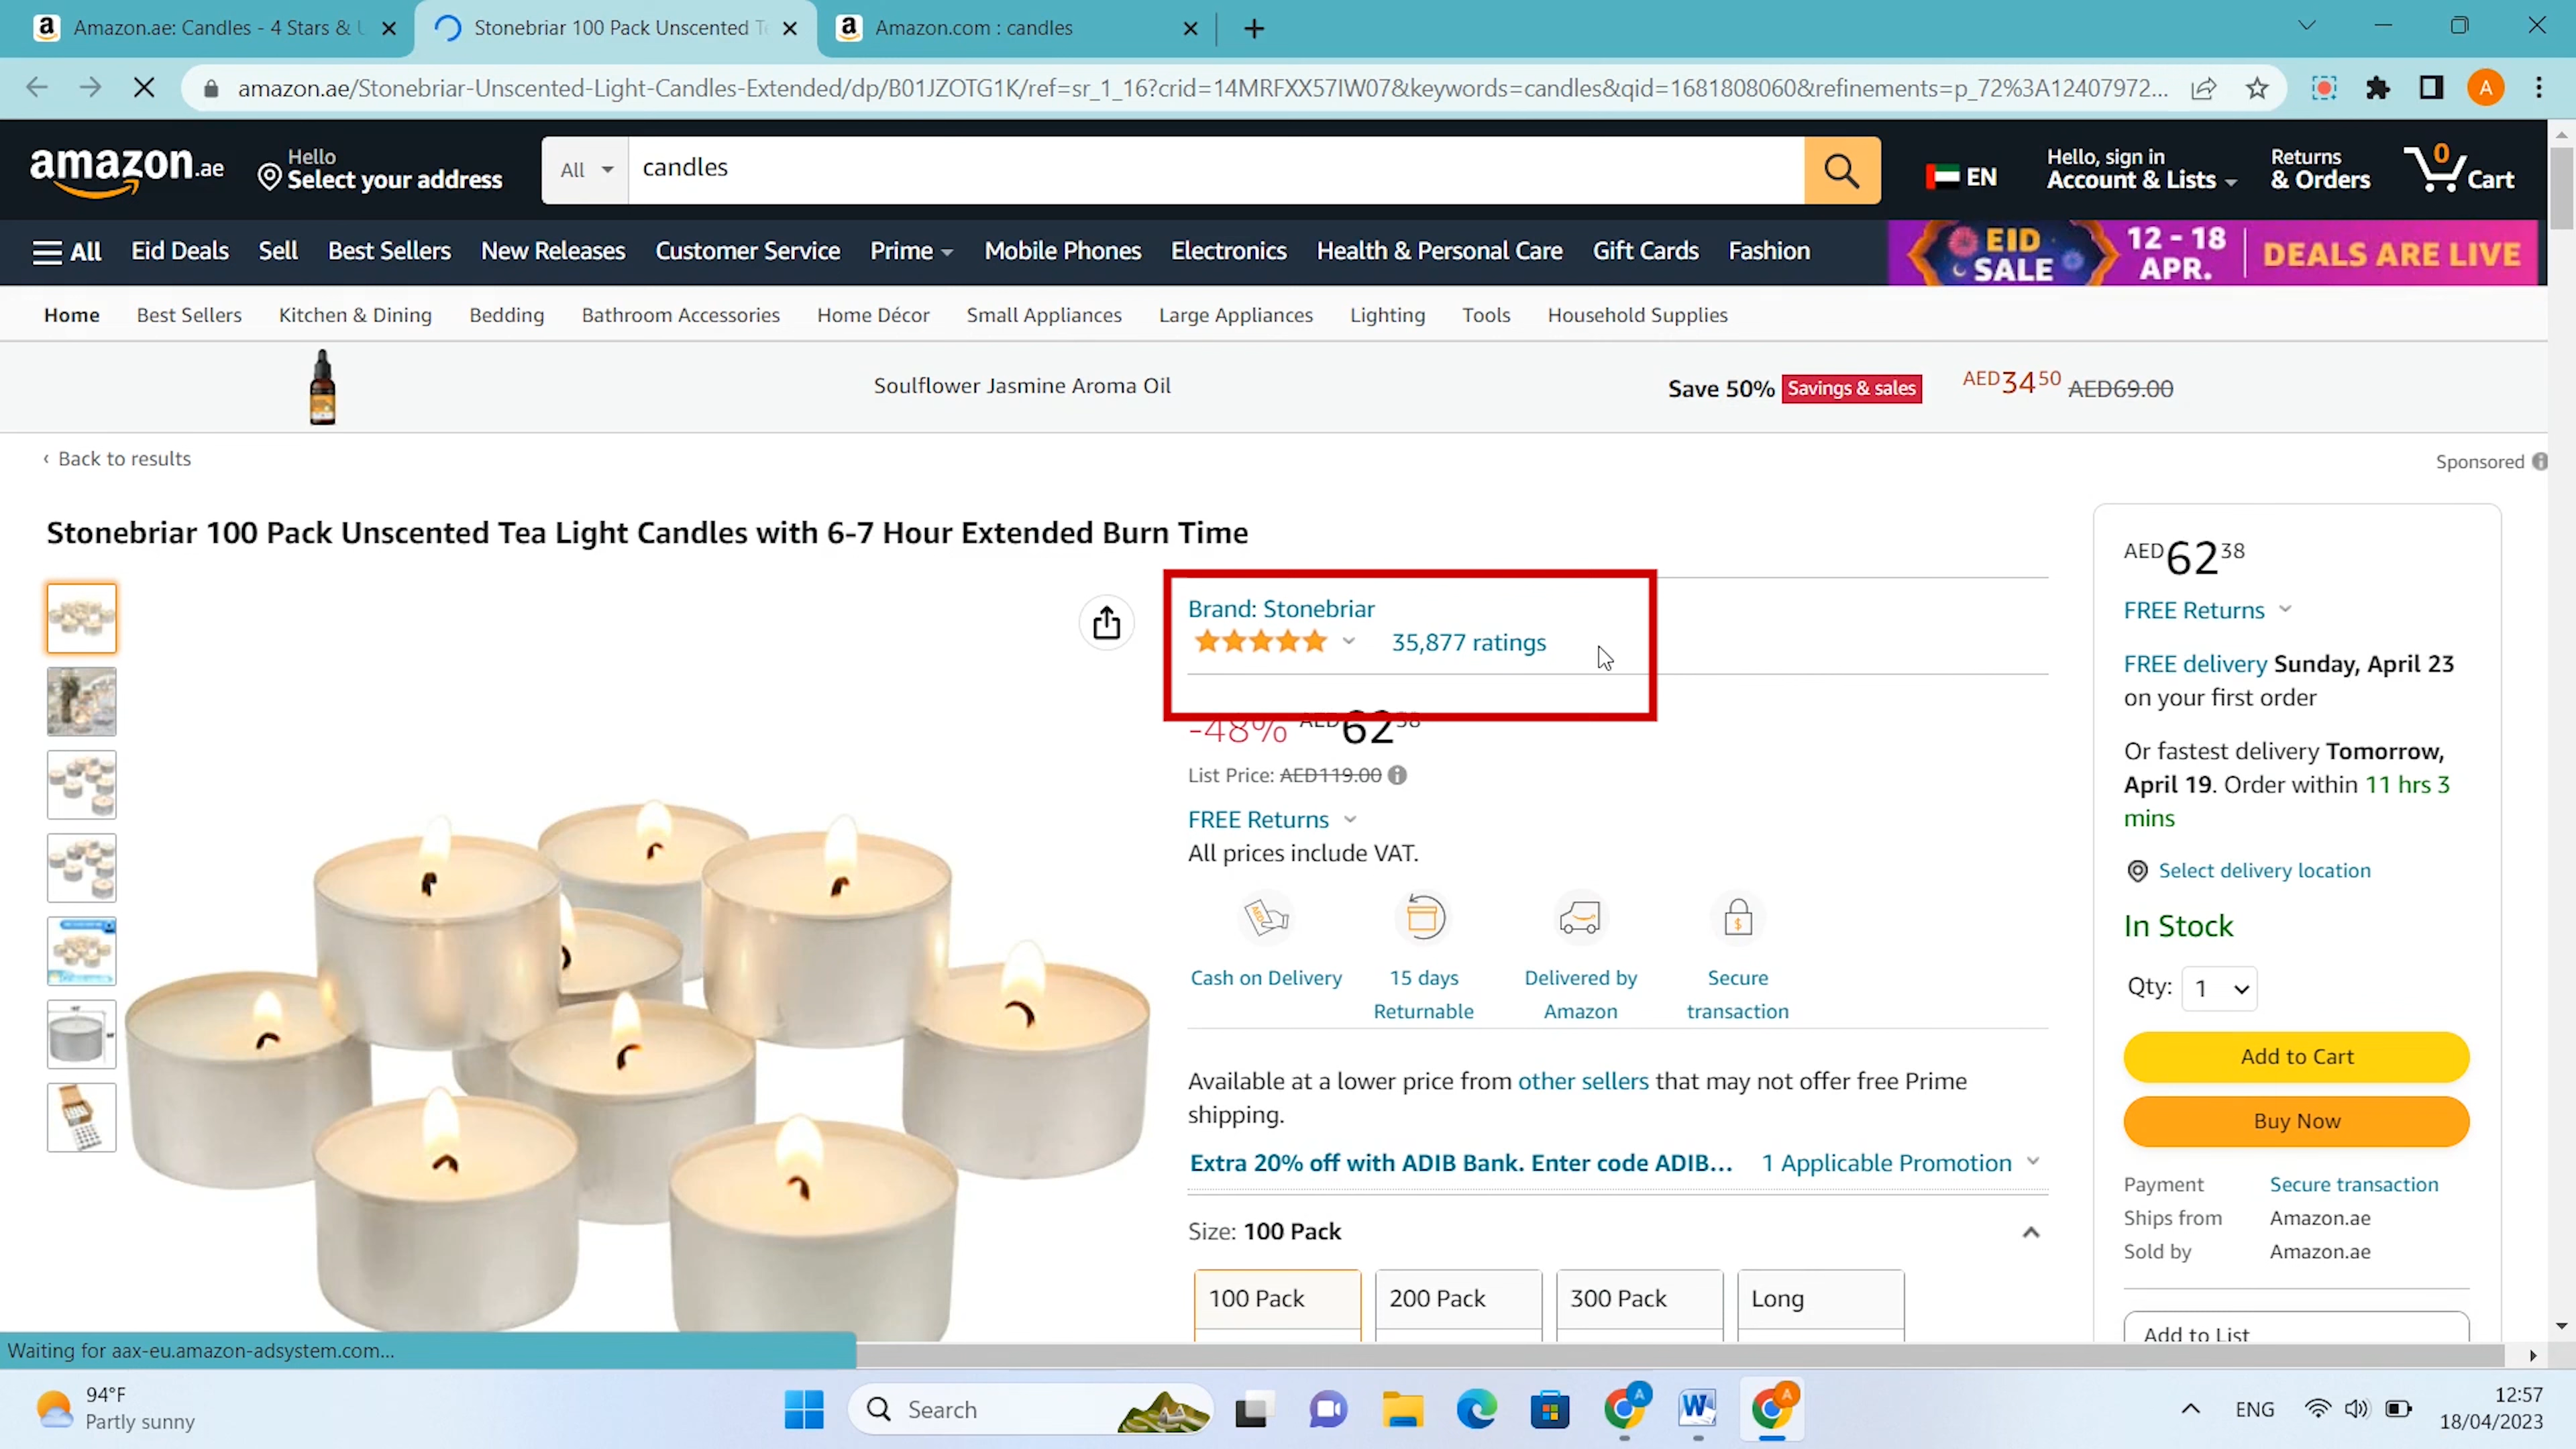 Amazon.ae: Candles - 4 Stars &
Stonebriar 100 Pack Unscented
Amazon.com : candles
amazon.ae/Stonebriar-Unscented-Light-Candles-Extended/dp/B01JZOTG1K/ref=sr_1_16?crid=14MRFXX57IW07&keywords=candles&qid=1681808060&refinements=p_72%3A12407972...
A
amazon.ae
Hello
Select your address
All
candles
EN
Hello, sign in
Account & Lists
Returns
& Orders
0
Cart
All
Eid Deals
Sell
Best Sellers
New Releases
Customer Service
Prime
Mobile Phones
Electronics
Health & Personal Care
Gift Cards
Fashion
EID
SALE
12 - 18
APR.
DEALS ARE LIVE
Home
Best Sellers
Kitchen & Dining
Bedding
Bathroom Accessories
Home Décor
Small Appliances
Large Appliances
Lighting
Tools
Household Supplies
Soulflower Jasmine Aroma Oil
Save 50%
Savings & sales
AED34 50
AED69.00
‹ Back to results
Sponsored
Stonebriar 100 Pack Unscented Tea Light Candles with 6-7 Hour Extended Burn Time
Brand: Stonebriar
35,877 ratings
-48% AED62 38
List Price: AED119.00
FREE Returns
All prices include VAT.
Cash on Delivery
15 days
Returnable
Delivered by
Amazon
Secure
transaction
Available at a lower price from other sellers that may not offer free Prime
shipping.
Extra 20% off with ADIB Bank. Enter code ADIB...
1 Applicable Promotion
Size: 100 Pack
100 Pack
200 Pack
300 Pack
Long
AED62 38
FREE Returns
FREE delivery Sunday, April 23
on your first order
Or fastest delivery Tomorrow,
April 19. Order within 11 hrs 3
mins
Select delivery location
In Stock
Qty: 1
Add to Cart
Buy Now
Payment Secure transaction
Ships from Amazon.ae
Sold by Amazon.ae
Add to List
Waiting for aax-eu.amazon-adsystem.com...
94°F
Partly sunny
Search
A
A
ENG
12:57
18/04/2023